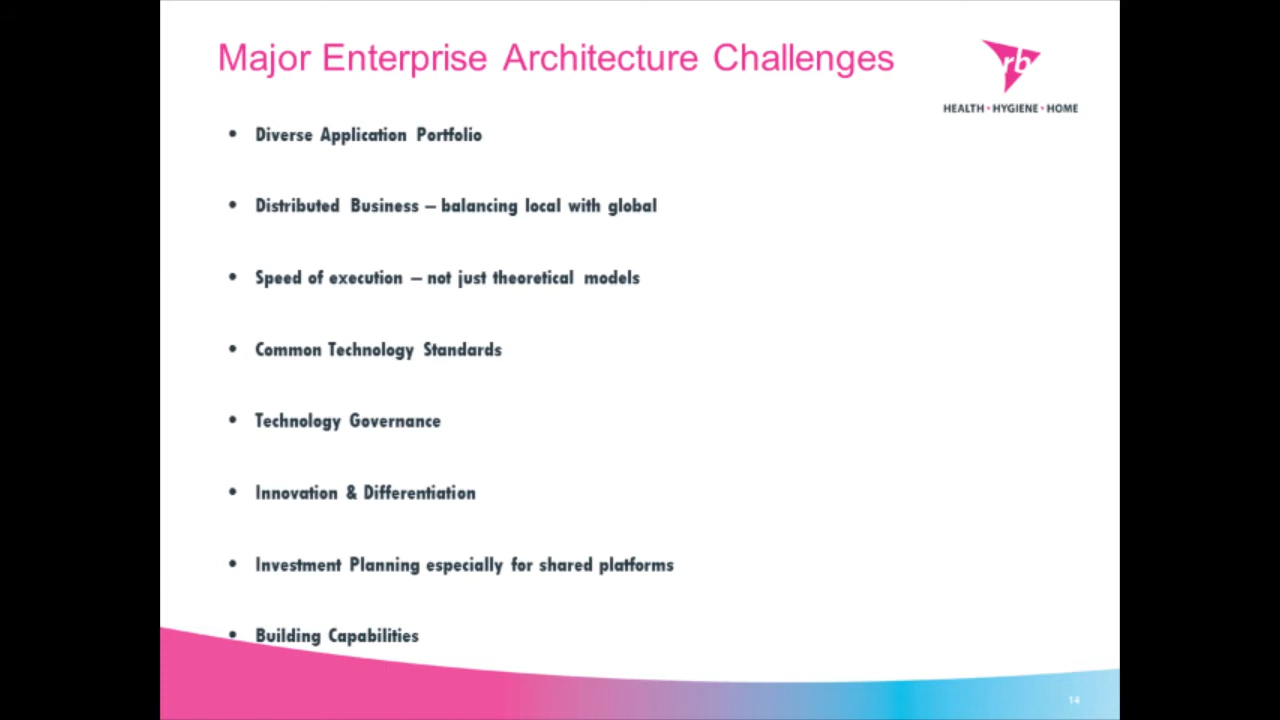 Major Enterprise Architecture Challenges
rb
HEALTH • HYGIENE • HOME
• Diverse Application Portfolio
• Distributed Business – balancing local with global
• Speed of execution – not just theoretical models
• Common Technology Standards
• Technology Governance
• Innovation & Differentiation
• Investment Planning especially for shared platforms
• Building Capabilities
14